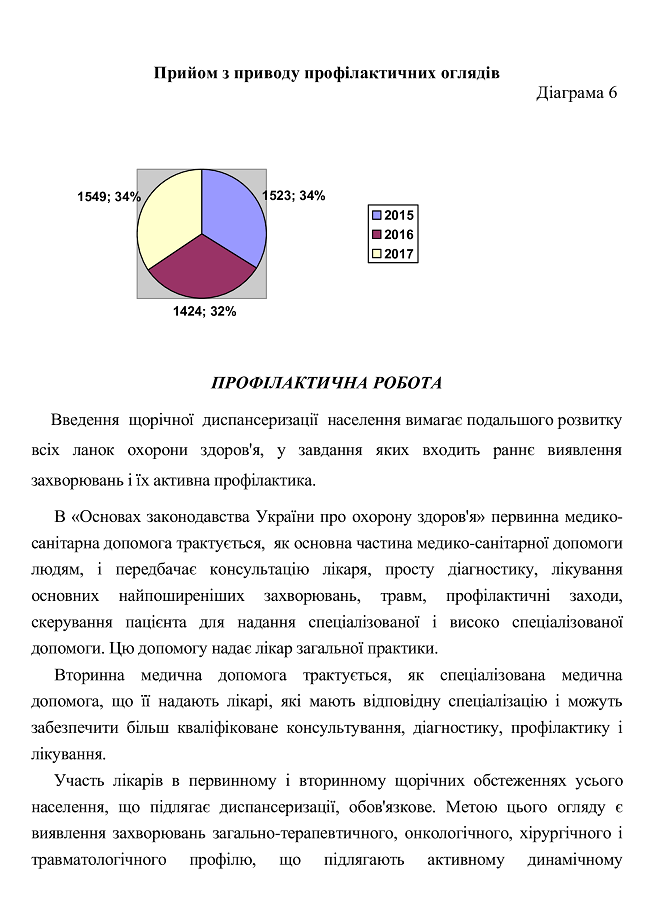 Прийом з приводу профілактичних оглядів
Діаграма 6
1549; 34%
1523; 34%
1424; 32%
2015
2016
2017
ПРОФІЛАКТИЧНА РОБОТА
Введення щорічної диспансеризації населення вимагає подальшого розвитку
всіх ланок охорони здоров'я, у завдання яких входить раннє виявлення
захворювань і їх активна профілактика.
В «Основах законодавства України про охорону здоров'я» первинна медико-
санітарна допомога трактується, як основна частина медико-санітарної допомоги
людям, і передбачає консультацію лікаря, просту діагностику, лікування
основних найпоширеніших захворювань, травм, профілактичні заходи,
скерування пацієнта для надання спеціалізованої і високо спеціалізованої
допомоги. Цю допомогу надає лікар загальної практики.
Вторинна медична допомога трактується, як спеціалізована медична
допомога, що її надають лікарі, які мають відповідну спеціалізацію і можуть
забезпечити більш кваліфіковане консультування, діагностику, профілактику і
лікування.
Участь лікарів в первинному і вторинному щорічних обстеженнях усього
населення, що підлягає диспансеризації, обов'язкове. Метою цього огляду є
виявлення захворювань загально-терапевтичного, онкологічного, хірургічного і
травматологічного профілю, що підлягають активному динамічному